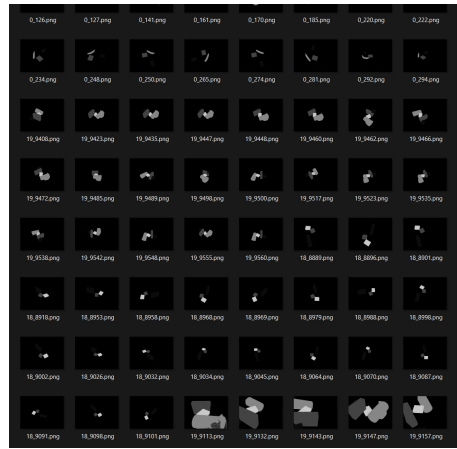 0_126.png 0_127.png 0_141.png 0_161.png 0_170.png 0_185.png 0_220.png 0_222.png
0_234.png 0_248.png 0_250.png 0_265.png 0_274.png 0_281.png 0_292.png 0_294.png
19_9408.png 19_9423.png 19_9435.png 19_9447.png 19_9448.png 19_9460.png 19_9462.png 19_9466.png
19_9472.png 19_9485.png 19_9489.png 19_9498.png 19_9500.png 19_9517.png 19_9523.png 19_9535.png
19_9538.png 19_9542.png 19_9548.png 19_9555.png 19_9560.png 18_8889.png 18_8896.png 18_8901.png
18_8918.png 18_8953.png 18_8958.png 18_8968.png 18_8969.png 18_8979.png 18_8988.png 18_8998.png
18_9002.png 18_9026.png 18_9032.png 18_9034.png 18_9045.png 18_9064.png 18_9070.png 18_9087.png
18_9091.png 18_9098.png 18_9101.png 19_9113.png 19_9132.png 19_9143.png 19_9147.png 19_9157.png